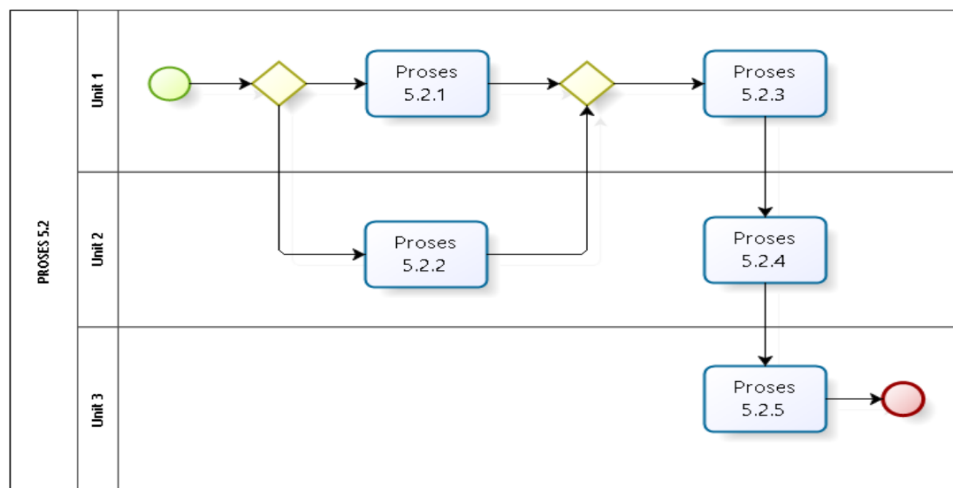 PROSES 5.2
Unit 1
Proses
5.2.1
Proses
5.2.3
Unit 2
Proses
5.2.2
Proses
5.2.4
Unit 3
Proses
5.2.5